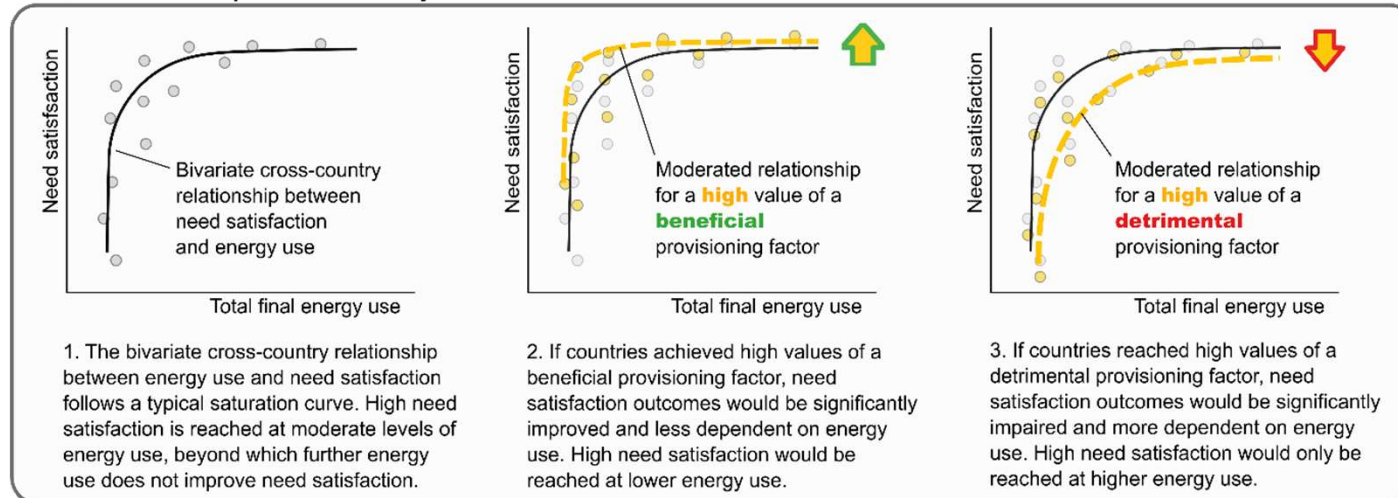 Need satisfsaction
Bivariate cross-country
relationship between
need satisfaction
and energy use
Total final energy use
1. The bivariate cross-country relationship
between energy use and need satisfaction
follows a typical saturation curve. High need
satisfaction is reached at moderate levels of
energy use, beyond which further energy
use does not improve need satisfaction.
Need satisfaction
Moderated relationship
for a high value of a
beneficial
provisioning factor
Total final energy use
2. If countries achieved high values of a
beneficial provisioning factor, need
satisfaction outcomes would be significantly
improved and less dependent on energy
use. High need satisfaction would be
reached at lower energy use.
Need satisfaction
Moderated relationship
for a high value of a
detrimental
provisioning factor
Total final energy use
3. If countries reached high values of a
detrimental provisioning factor, need
satisfaction outcomes would be significantly
impaired and more dependent on energy
use. High need satisfaction would only be
reached at higher energy use.